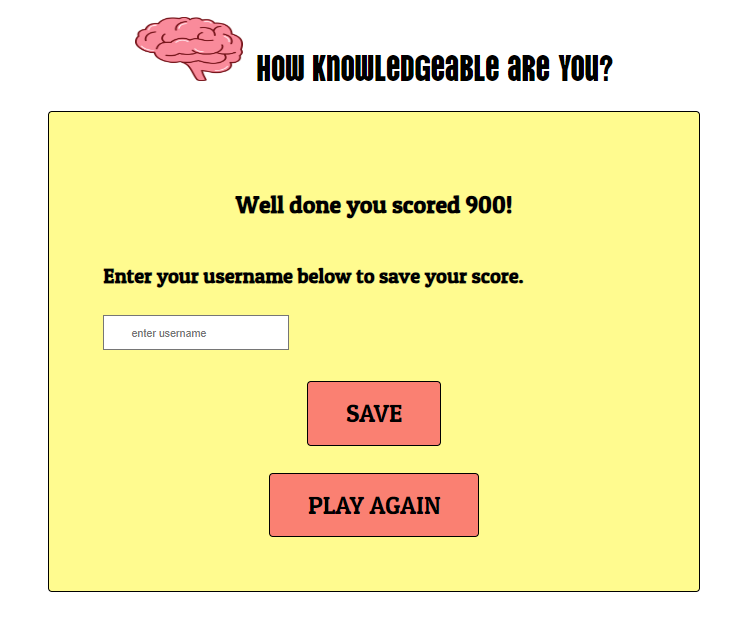 How Knowledgeable are You?
Well done you scored 900!
Enter your username below to save your score.
enter username
SAVE
PLAY AGAIN